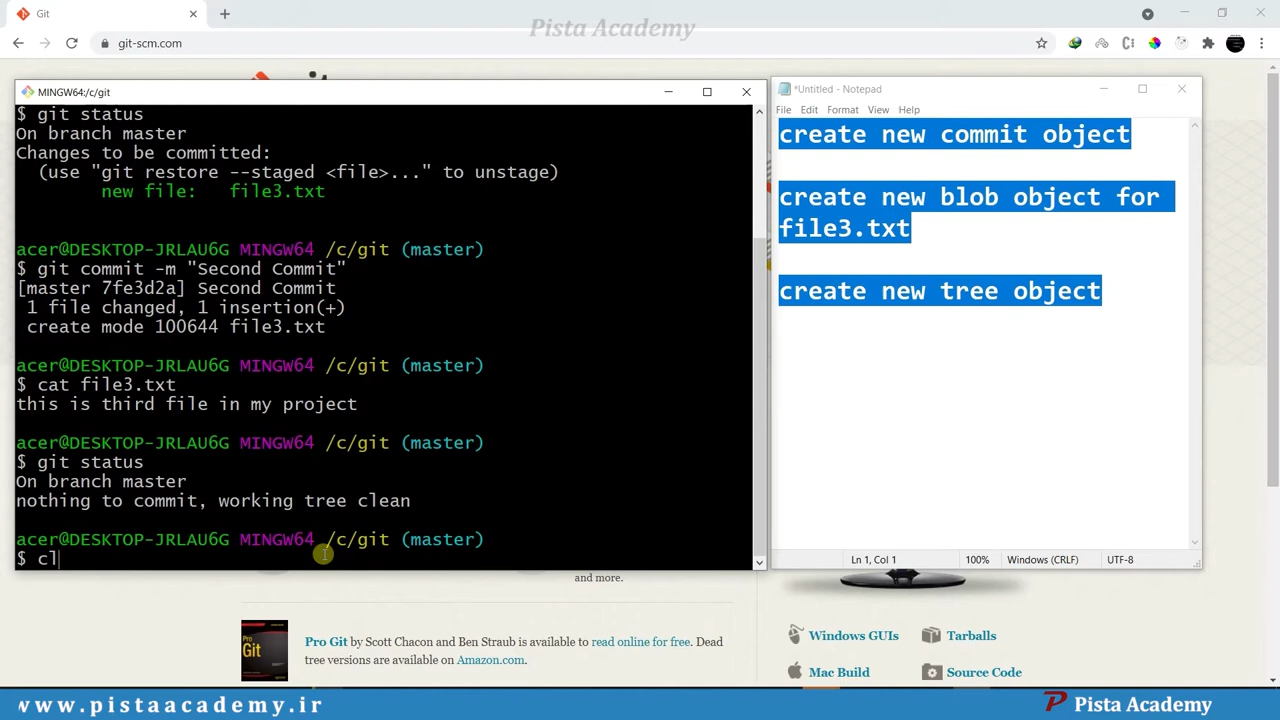 Git
Pista Academy
git-scm.com
MINGW64:/c/git
$ git status
On branch master
Changes to be committed:
(use "git restore --staged <file>..." to unstage)
new file: file3.txt
acer@DESKTOP-JRLAU6G MINGW64 /c/git (master)
$ git commit -m "Second Commit"
[master 7fe3d2a] Second Commit
1 file changed, 1 insertion(+)
create mode 100644 file3.txt
acer@DESKTOP-JRLAU6G MINGW64 /c/git (master)
$ cat file3.txt
this is third file in my project
acer@DESKTOP-JRLAU6G MINGW64 /c/git (master)
$ git status
On branch master
nothing to commit, working tree clean
acer@DESKTOP-JRLAU6G MINGW64 /c/git (master)
$ cl
*Untitled - Notepad
File Edit Format View Help
create new commit object
create new blob object for
file3.txt
create new tree object
Ln 1, Col 1 100% Windows (CRLF) UTF-8
and more.
Pro Git by Scott Chacon and Ben Straub is available to read online for free. Dead
tree versions are available on Amazon.com.
Pro
Git
Windows GUIs Tarballs
Mac Build Source Code
www.pistaacademy.ir
Pista Academy